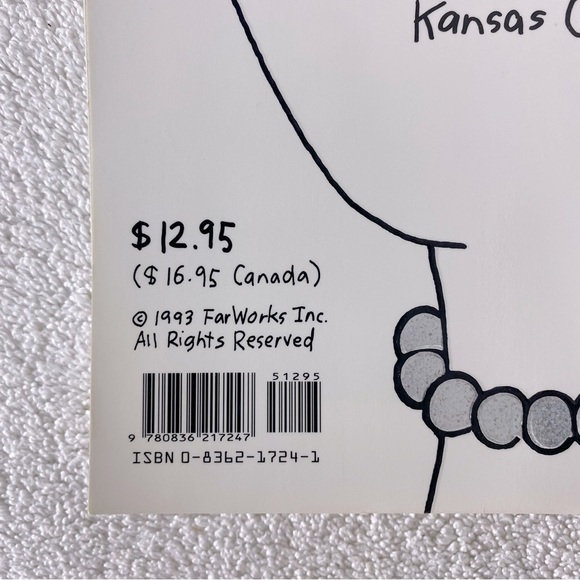 Kansas
$12.95
($16.95 Canada)
© 1993 FarWorks Inc.
All Rights Reserved
51295
9 780836 217247
ISBN 0-8362-1724-1